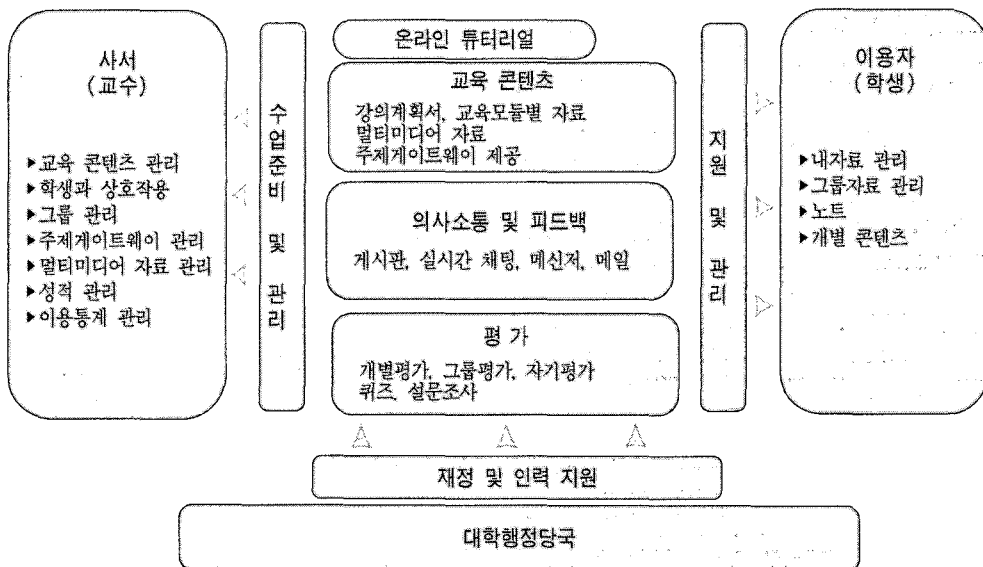 사서
(교수)
▶교육 콘텐츠 관리
▶학생과 상호작용
▶그룹 관리
▶주제게이트웨이 관리
▶멀티미디어 자료 관리
▶성적 관리
▶이용통계 관리
수업준비 및 관리
온라인 튜터리얼
교육 콘텐츠
강의계획서, 교육모듈별 자료
멀티미디어 자료
주제게이트웨이 제공
의사소통 및 피드백
게시판, 실시간 채팅, 메신저, 메일
평 가
개별평가, 그룹평가, 자기평가
퀴즈, 설문조사
지원 및 관리
이용자
(학생)
▶내자료 관리
▶그룹자료 관리
▶노트
▶개별 콘텐츠
재정 및 인력 지원
대학행정당국